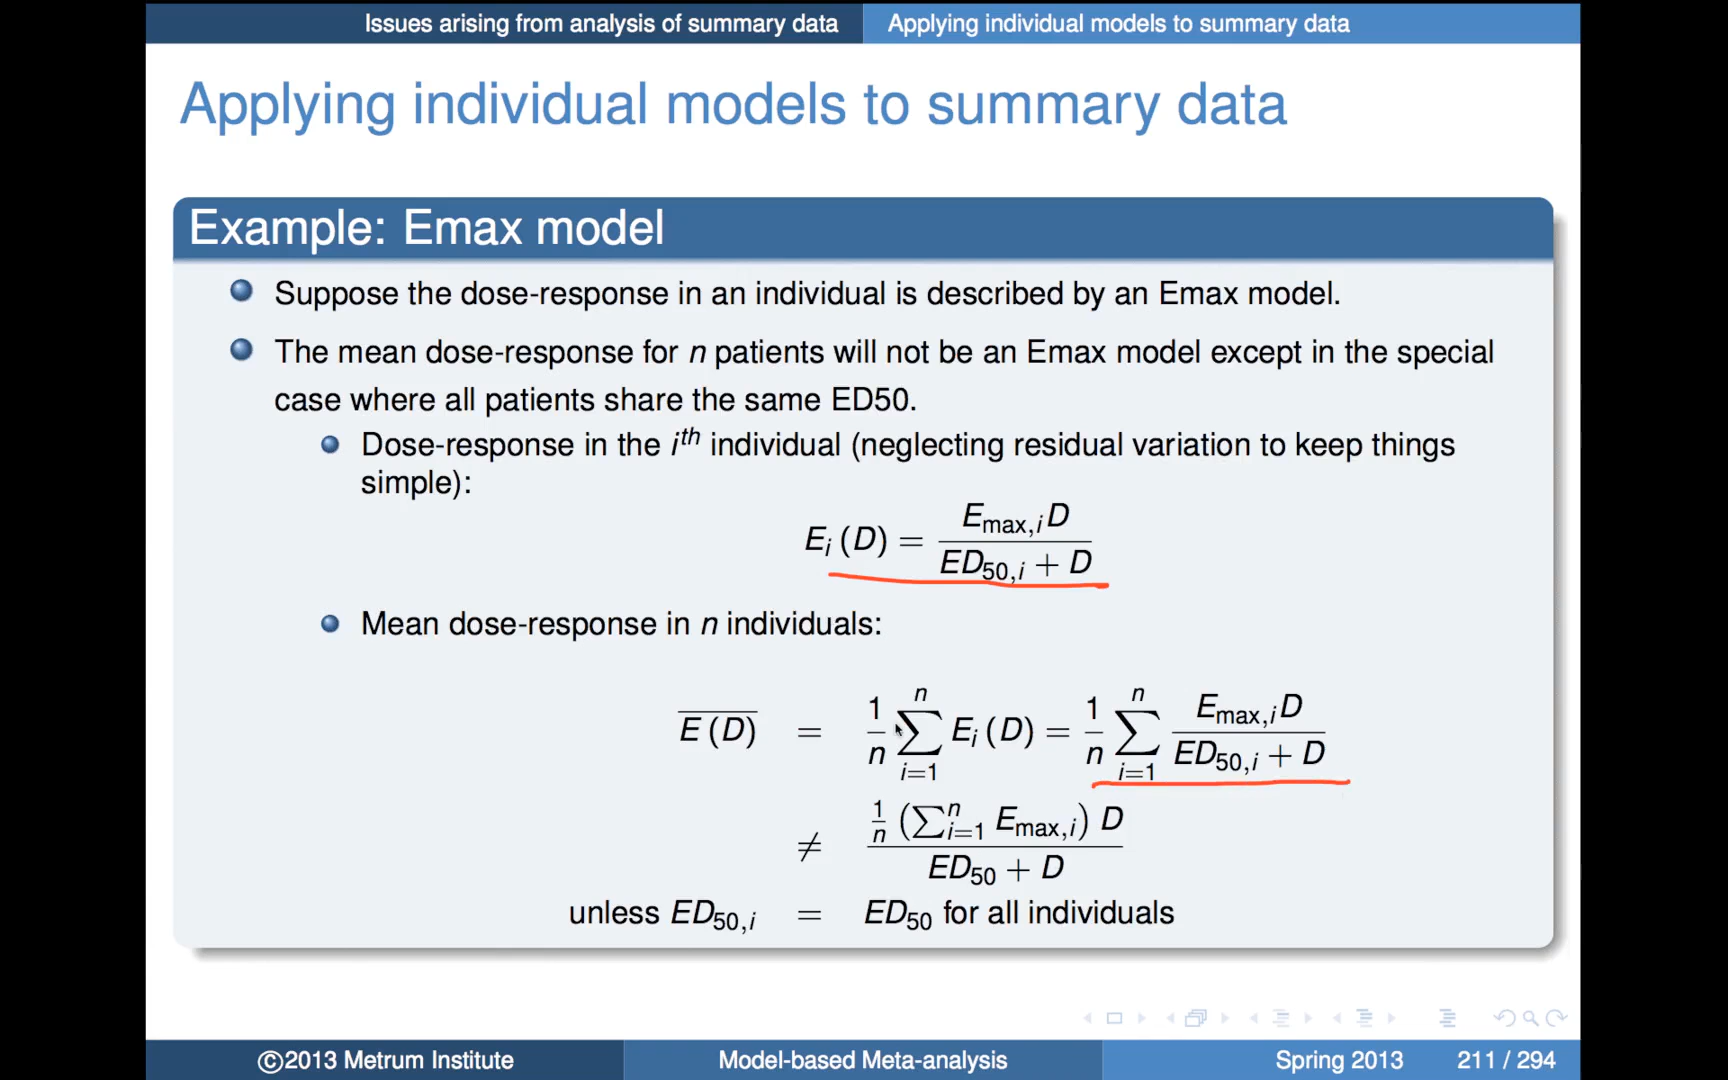 Issues arising from analysis of summary data
Applying individual models to summary data
Applying individual models to summary data
Example: Emax model
Suppose the dose-response in an individual is described by an Emax model.
The mean dose-response for n patients will not be an Emax model except in the special
case where all patients share the same ED50.
Dose-response in the i^th individual (neglecting residual variation to keep things
simple):
E_i (D) = E_max,i D / (ED_50,i + D)
Mean dose-response in n individuals:
\overline{E (D)} = 1/n ∑_{i=1}^{n} E_i (D) = 1/n ∑_{i=1}^{n} E_max,i D / (ED_50,i + D)
≠ 1/n (∑_{i=1}^{n} E_max,i) D / (ED_50 + D)
unless ED_50,i = ED_50 for all individuals
©2013 Metrum Institute
Model-based Meta-analysis
Spring 2013
211 / 294